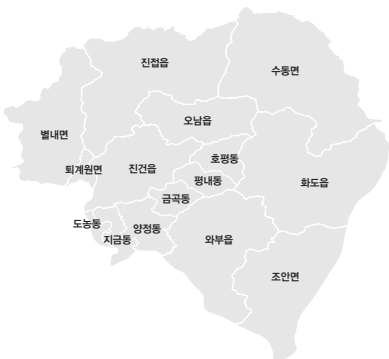 진접읍
수동면
오남읍
별내면
호평동
퇴계원면
진건읍
평내동
화도읍
금곡동
도농동
양정동
지금동
와부읍
조안면